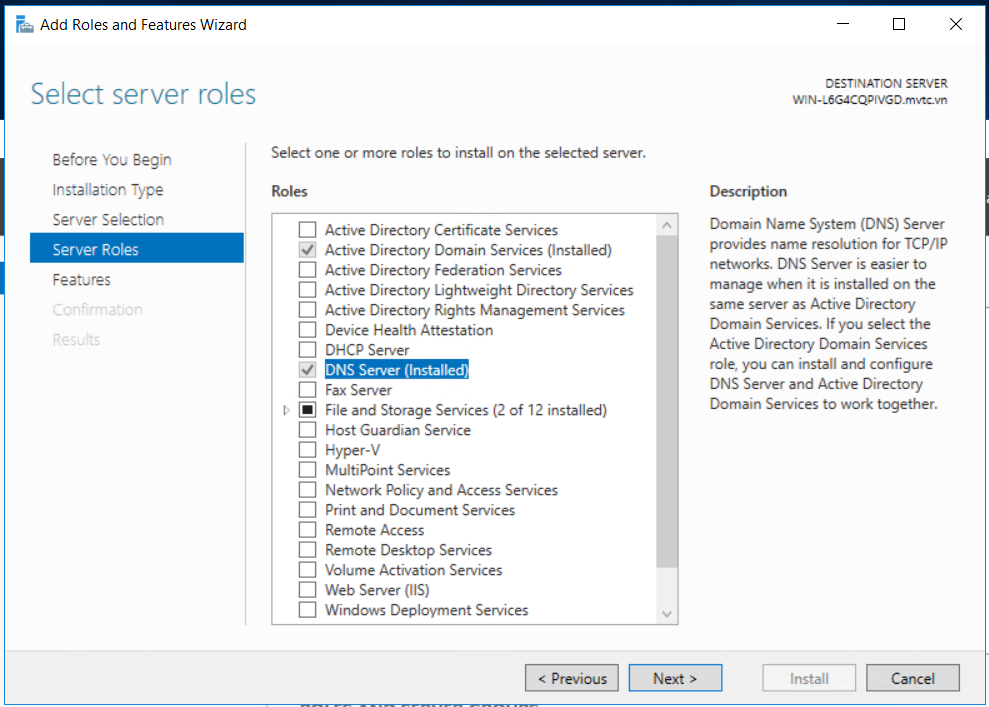 Add Roles and Features Wizard
Select server roles
DESTINATION SERVER
WIN-L6G4CQPIVGD.mvtc.vn
Before You Begin
Installation Type
Server Selection
Server Roles
Features
Confirmation
Results
Select one or more roles to install on the selected server.
Roles
Active Directory Certificate Services
Active Directory Domain Services (Installed)
Active Directory Federation Services
Active Directory Lightweight Directory Services
Active Directory Rights Management Services
Device Health Attestation
DHCP Server
DNS Server (Installed)
Fax Server
File and Storage Services (2 of 12 installed)
Host Guardian Service
Hyper-V
MultiPoint Services
Network Policy and Access Services
Print and Document Services
Remote Access
Remote Desktop Services
Volume Activation Services
Web Server (IIS)
Windows Deployment Services
Description
Domain Name System (DNS) Server
provides name resolution for TCP/IP
networks. DNS Server is easier to
manage when it is installed on the
same server as Active Directory
Domain Services. If you select the
Active Directory Domain Services
role, you can install and configure
DNS Server and Active Directory
Domain Services to work together.
< Previous
Next >
Install
Cancel
ROLES AND SERVER GROUPS